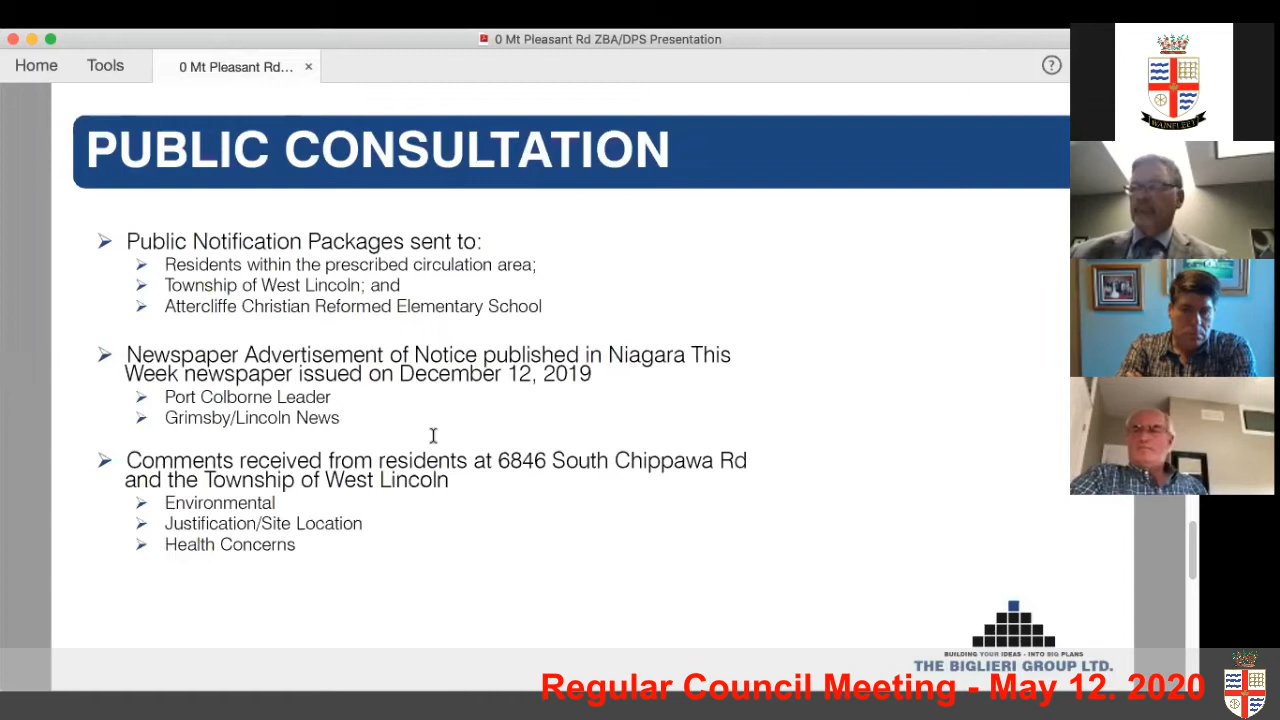 0 Mt Pleasant Rd ZBA/DPS Presentation
Home
Tools
0 Mt Pleasant Rd...
×
?
PUBLIC CONSULTATION
Public Notification Packages sent to:
Residents within the prescribed circulation area;
Township of West Lincoln; and
Attercliffe Christian Reformed Elementary School
Newspaper Advertisement of Notice published in Niagara This
Week newspaper issued on December 12, 2019
Port Colborne Leader
Grimsby/Lincoln News
Comments received from residents at 6846 South Chippawa Rd
and the Township of West Lincoln
Environmental
Justification/Site Location
Health Concerns
BUILDING YOUR IDEAS - INTO BIG PLANS
THE BIGLIERI GROUP LTD.
WAINFLEET
Regular Council Meeting - May 12. 2020